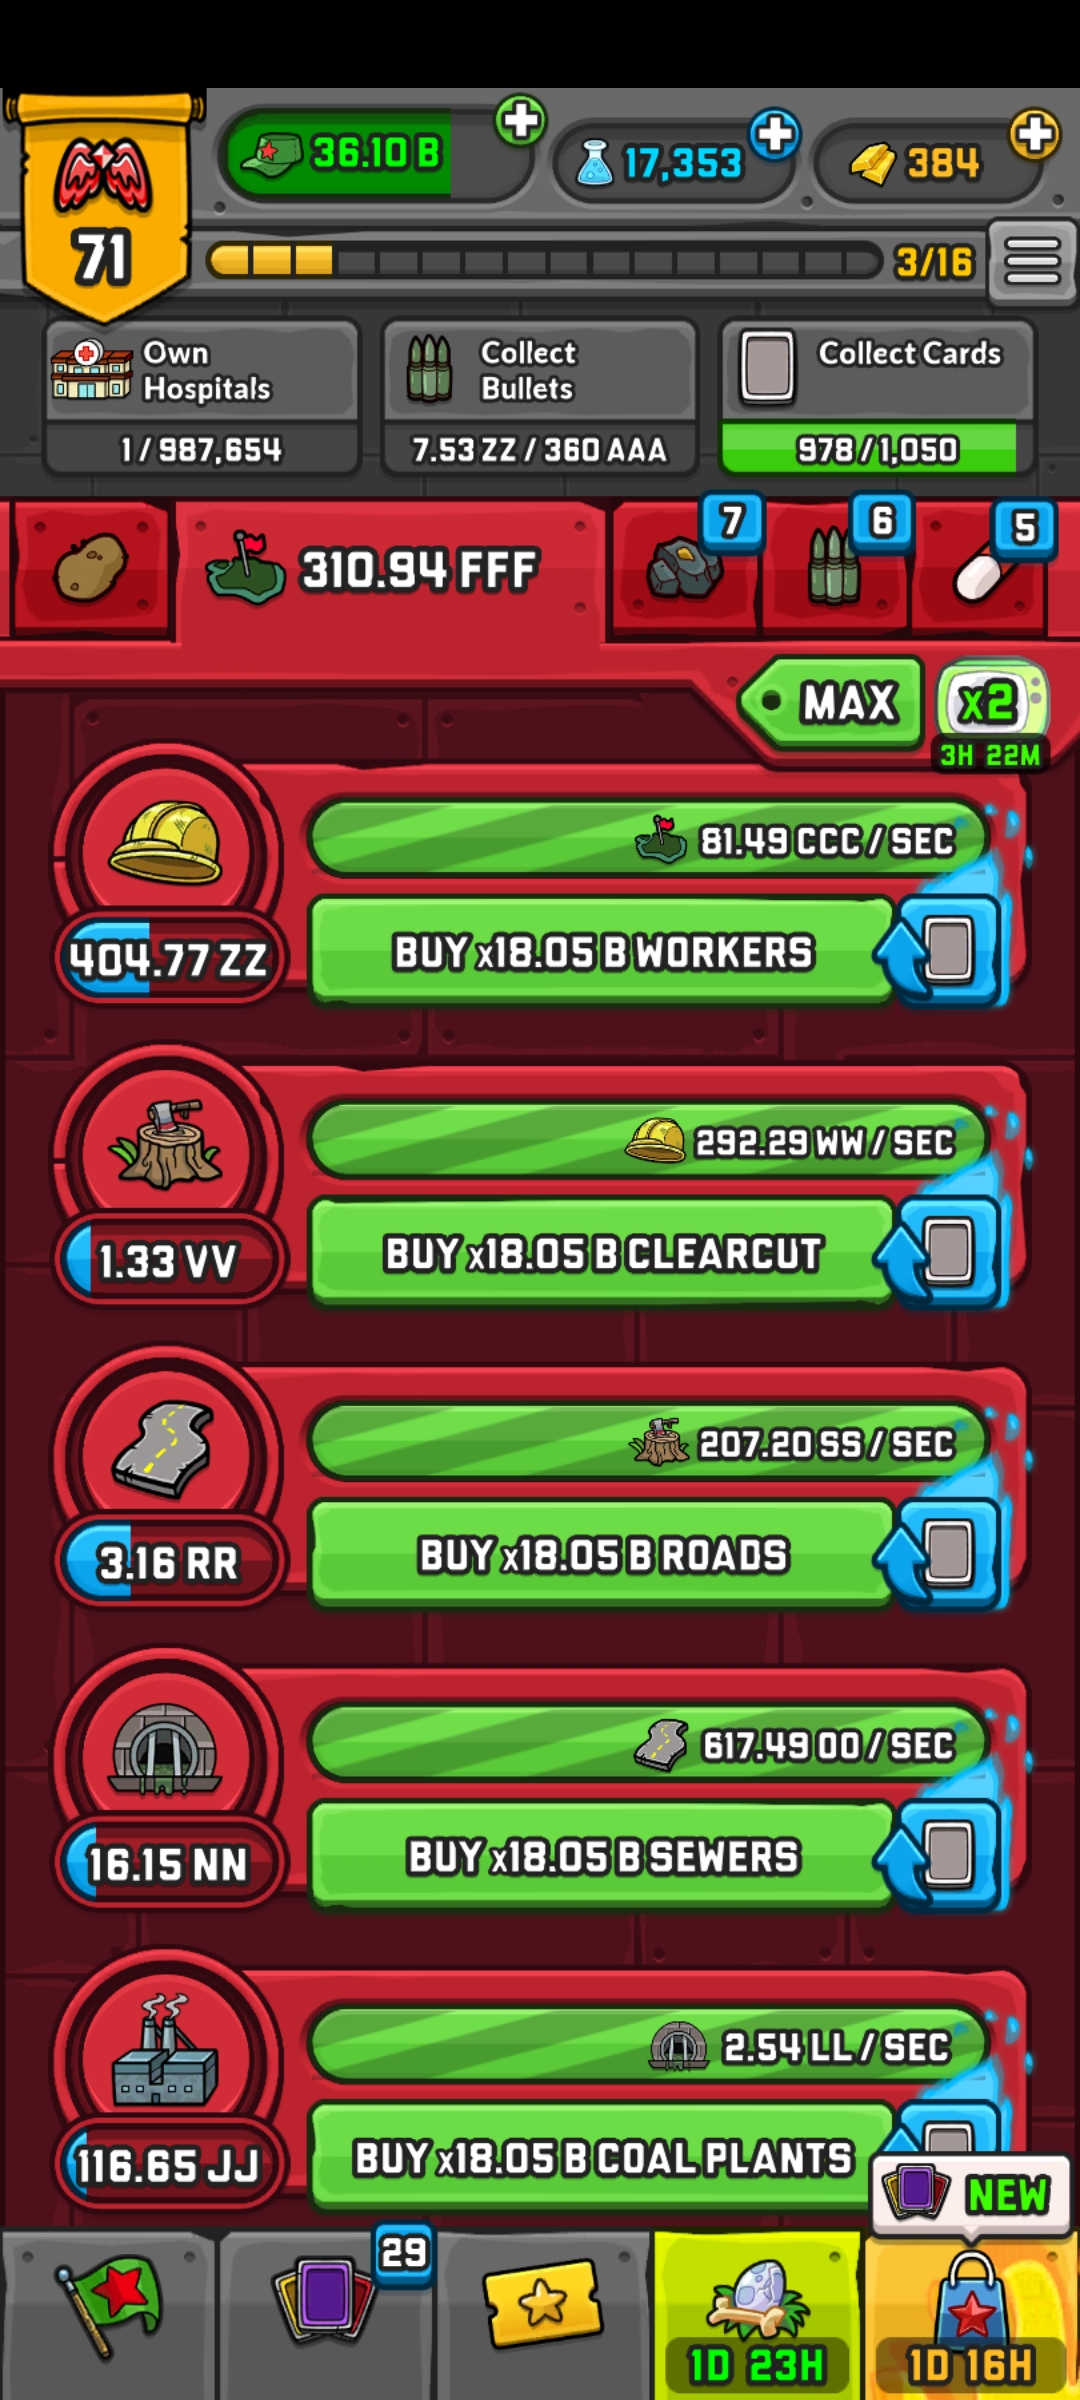 71
36.10 B
17,353
384
3/16
Own
Hospitals
1/987,654
Collect
Bullets
7.53 ZZ / 360 AAA
Collect Cards
978/1,050
310.94 FFF
7
6
5
MAX
x2
3H 22M
81.49 CCC / SEC
404.77 ZZ
BUY x18.05 B WORKERS
292.29 WW / SEC
1.33 VV
BUY x18.05 B CLEARCUT
207.20 SS / SEC
3.16 RR
BUY x18.05 B ROADS
617.49 OO / SEC
16.15 NN
BUY x18.05 B SEWERS
2.54 LL / SEC
116.65 JJ
BUY x18.05 B COAL PLANTS
NEW
29
1D 23H
1D 16H